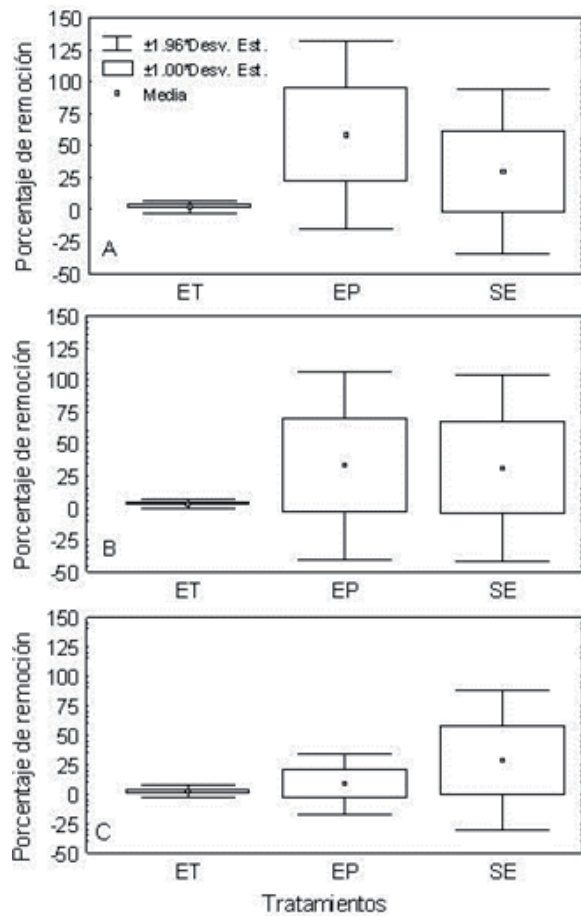 150
125
100
75
50
25
0
-25
-50
Porcentaje de remoción
±1.96*Desv. Est.
±1.00*Desv. Est.
Media
A
ET EP SE
150
125
100
75
50
25
0
-25
-50
Porcentaje de remoción
B
ET EP SE
150
125
100
75
50
25
0
-25
-50
Porcentaje de remoción
C
ET EP SE
Tratamientos